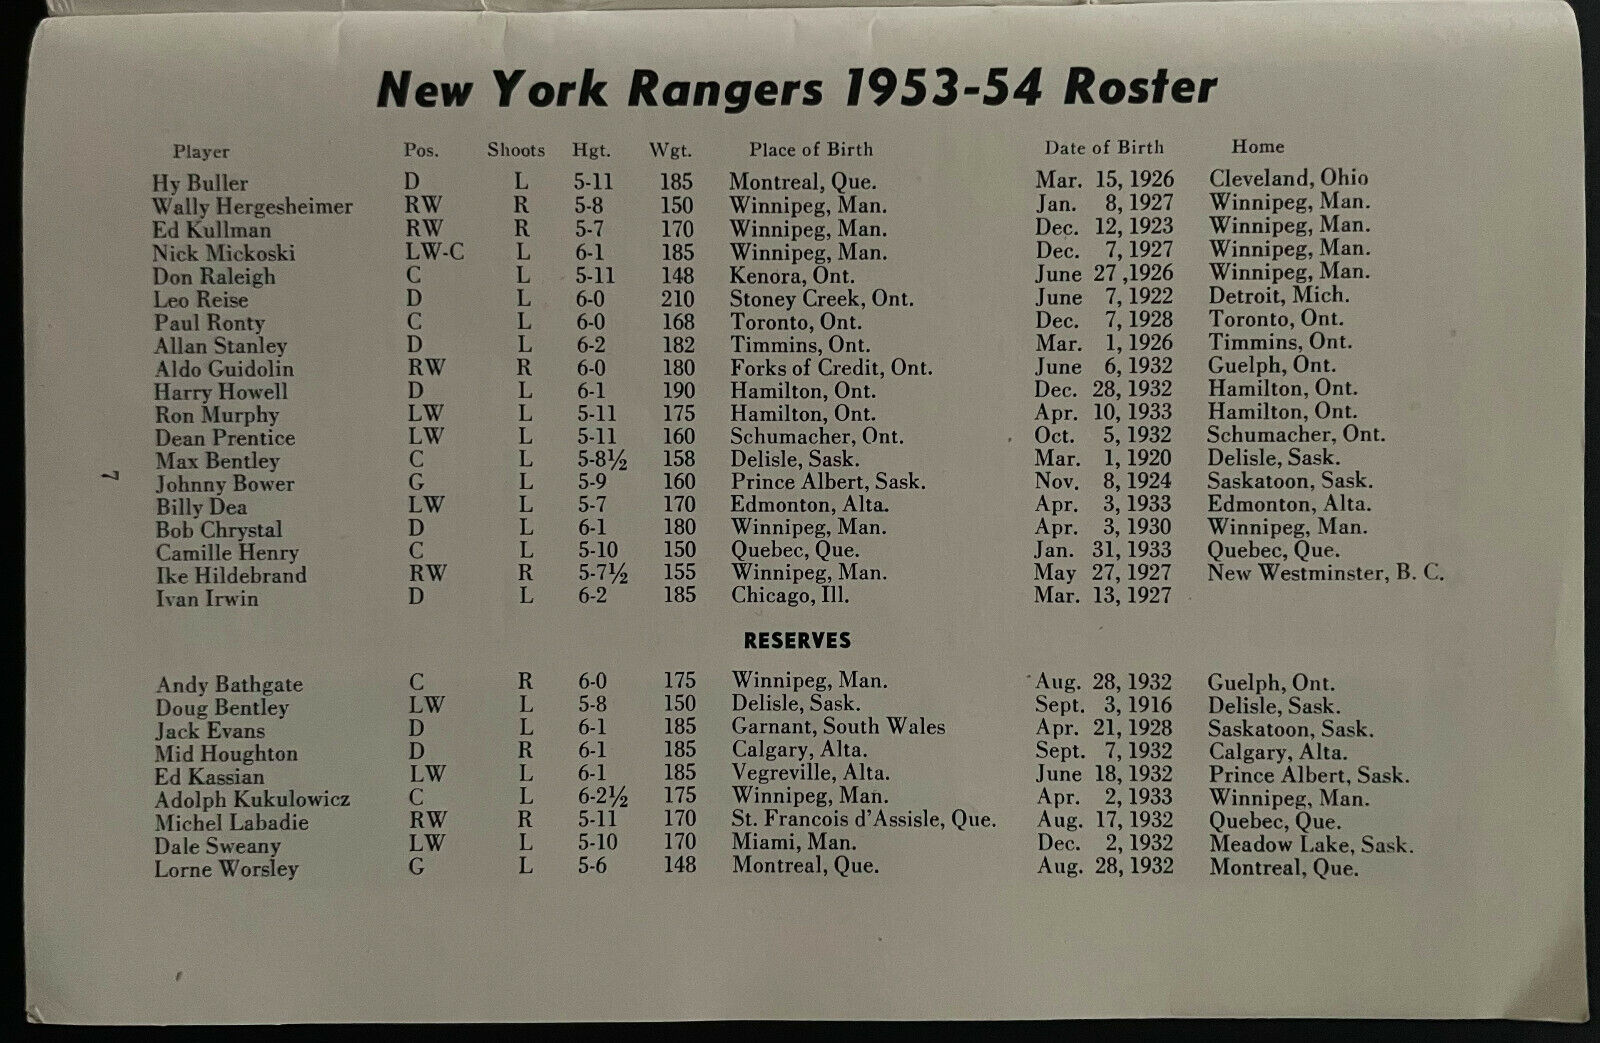 New York Rangers 1953-54 Roster
Player Pos. Shoots Hgt. Wgt. Place of Birth Date of Birth Home
Hy Buller D L 5-11 185 Montreal, Que. Mar. 15, 1926 Cleveland, Ohio
Wally Hergesheimer RW R 5-8 150 Winnipeg, Man. Jan. 8, 1927 Winnipeg, Man.
Ed Kullman RW R 5-7 170 Winnipeg, Man. Dec. 12, 1923 Winnipeg, Man.
Nick Mickoski LW-C L 6-1 185 Winnipeg, Man. Dec. 7, 1927 Winnipeg, Man.
Don Raleigh C L 5-11 148 Kenora, Ont. June 27 ,1926 Winnipeg, Man.
Leo Reise D L 6-0 210 Stoney Creek, Ont. June 7, 1922 Detroit, Mich.
Paul Ronty C L 6-0 168 Toronto, Ont. Dec. 7, 1928 Toronto, Ont.
Allan Stanley D L 6-2 182 Timmins, Ont. Mar. 1, 1926 Timmins, Ont.
Aldo Guidolin RW R 6-0 180 Forks of Credit, Ont. June 6, 1932 Guelph, Ont.
Harry Howell D L 6-1 190 Hamilton, Ont. Dec. 28, 1932 Hamilton, Ont.
Ron Murphy LW L 5-11 175 Hamilton, Ont. Apr. 10, 1933 Hamilton, Ont.
Dean Prentice LW L 5-11 160 Schumacher, Ont. Oct. 5, 1932 Schumacher, Ont.
Max Bentley C L 5-8½ 158 Delisle, Sask. Mar. 1, 1920 Delisle, Sask.
7 Johnny Bower G L 5-9 160 Prince Albert, Sask. Nov. 8, 1924 Saskatoon, Sask.
Billy Dea LW L 5-7 170 Edmonton, Alta. Apr. 3, 1933 Edmonton, Alta.
Bob Chrystal D L 6-1 180 Winnipeg, Man. Apr. 3, 1930 Winnipeg, Man.
Camille Henry C L 5-10 150 Quebec, Que. Jan. 31, 1933 Quebec, Que.
Ike Hildebrand RW R 5-7½ 155 Winnipeg, Man. May 27, 1927 New Westminster, B. C.
Ivan Irwin D L 6-2 185 Chicago, Ill. Mar. 13, 1927
RESERVES
Andy Bathgate C R 6-0 175 Winnipeg, Man. Aug. 28, 1932 Guelph, Ont.
Doug Bentley LW L 5-8 150 Delisle, Sask. Sept. 3, 1916 Delisle, Sask.
Jack Evans D L 6-1 185 Garnant, South Wales Apr. 21, 1928 Saskatoon, Sask.
Mid Houghton D R 6-1 185 Calgary, Alta. Sept. 7, 1932 Calgary, Alta.
Ed Kassian LW L 6-1 185 Vegreville, Alta. June 18, 1932 Prince Albert, Sask.
Adolph Kukulowicz C L 6-2½ 175 Winnipeg, Man. Apr. 2, 1933 Winnipeg, Man.
Michel Labadie RW R 5-11 170 St. Francois d'Assisle, Que. Aug. 17, 1932 Quebec, Que.
Dale Sweany LW L 5-10 170 Miami, Man. Dec. 2, 1932 Meadow Lake, Sask.
Lorne Worsley G L 5-6 148 Montreal, Que. Aug. 28, 1932 Montreal, Que.